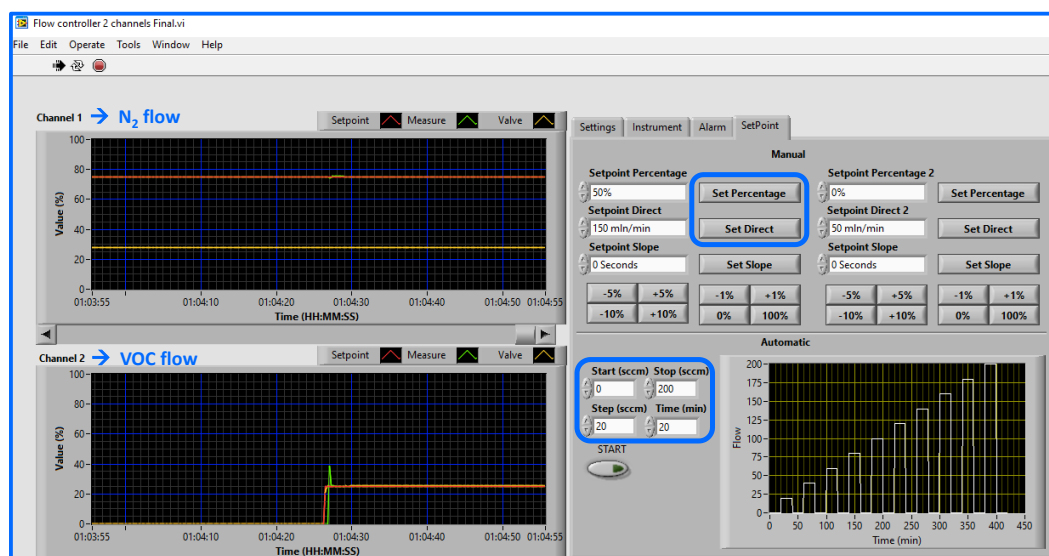 Flow controller 2 channels Final.vi
File Edit Operate Tools Window Help
Channel 1 → N₂ flow
Setpoint Measure Valve
100
80
60
40
20
0
Value (%)
01:03:55 01:04:10 01:04:20 01:04:30 01:04:40 01:04:50 01:04:55
Time (HH:MM:SS)
Channel 2 → VOC flow
Setpoint Measure Valve
100
80
60
40
20
0
Value (%)
01:03:55 01:04:10 01:04:20 01:04:30 01:04:40 01:04:50 01:04:55
Time (HH:MM:SS)
Settings Instrument Alarm SetPoint
Manual
Setpoint Percentage Setpoint Percentage 2
50% Set Percentage 0% Set Percentage
Setpoint Direct Setpoint Direct 2
150 mln/min Set Direct 50 mln/min Set Direct
Setpoint Slope Setpoint Slope
0 Seconds Set Slope 0 Seconds Set Slope
-5% +5% -1% +1% -5% +5% -1% +1%
-10% +10% 0% 100% -10% +10% 0% 100%
Automatic
Start (sccm) Stop (sccm)
0 200
Step (sccm) Time (min)
20 20
START
200
150
100
75
50
25
0
Flow
0 50 100 150 200 250 300 350 400 450
Time (min)